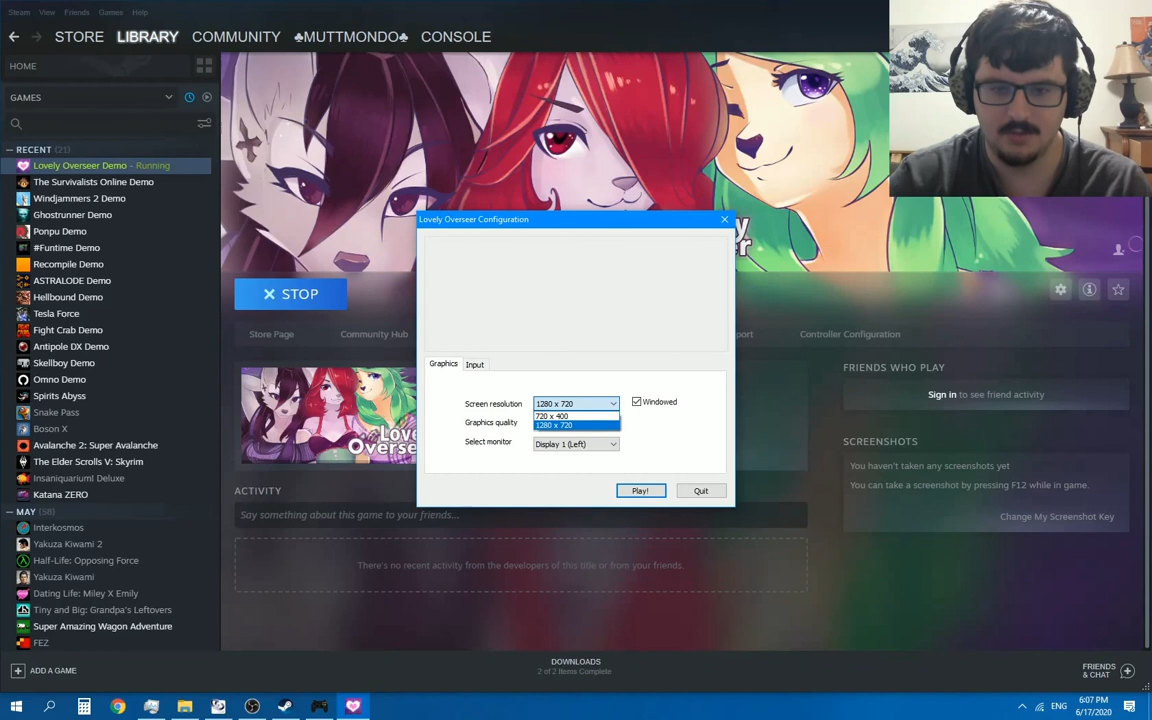 Steam View Friends Games Help
STORE LIBRARY COMMUNITY ♣MUTTMONDO♣ CONSOLE
HOME
GAMES
RECENT (21)
Lovely Overseer Demo - Running
The Survivalists Online Demo
Windjammers 2 Demo
Ghostrunner Demo
Ponpu Demo
#Funtime Demo
Recompile Demo
ASTRALODE Demo
Hellbound Demo
Tesla Force
Fight Crab Demo
Antipole DX Demo
Skellboy Demo
Omno Demo
Spirits Abyss
Snake Pass
Boson X
Avalanche 2: Super Avalanche
The Elder Scrolls V: Skyrim
Insaniquarium! Deluxe
Katana ZERO
MAY (58)
Interkosmos
Yakuza Kiwami 2
Half-Life: Opposing Force
Yakuza Kiwami
Dating Life: Miley X Emily
Tiny and Big: Grandpa's Leftovers
Super Amazing Wagon Adventure
FEZ
ADD A GAME
STOP
Store Page
Community Hub
Controller Configuration
Lovely Overseer Configuration
Graphics
Input
Screen resolution 1280 x 720
Windowed
720 x 400
1280 x 720
Graphics quality
Select monitor Display 1 (Left)
Play!
Quit
ACTIVITY
Say something about this game to your friends...
There's no recent activity from the developers of this title or from your friends.
FRIENDS WHO PLAY
Sign in to see friend activity
SCREENSHOTS
You haven't taken any screenshots yet
You can take a screenshot by pressing F12 while in game.
Change My Screenshot Key
DOWNLOADS
2 of 2 Items Complete
FRIENDS
& CHAT
ENG
6:07 PM
6/17/2020